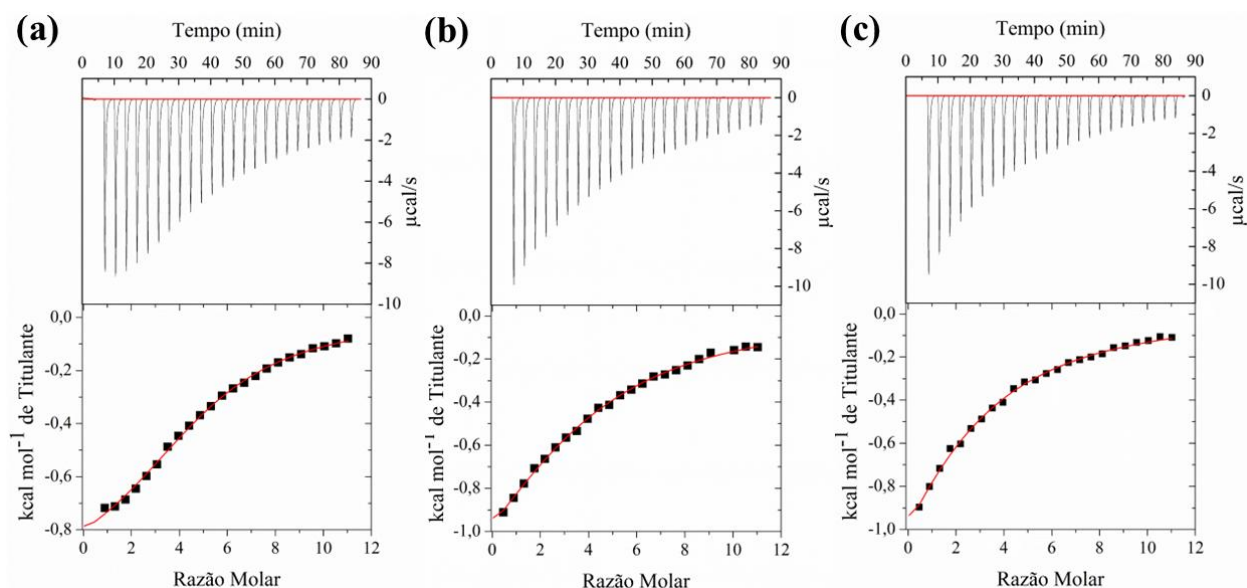 (a)
Tempo (min)
0 10 20 30 40 50 60 70 80 90
0
-2
-4
-6
-8
-10
µcal/s
0,0
-0,2
-0,4
-0,6
-0,8
kcal mol⁻¹ de Titulante
0 2 4 6 8 10 12
Razão Molar
(b)
Tempo (min)
0 10 20 30 40 50 60 70 80 90
0
-2
-4
-6
-8
-10
µcal/s
0,0
-0,2
-0,4
-0,6
-0,8
-1,0
kcal mol⁻¹ de Titulante
0 2 4 6 8 10 12
Razão Molar
(c)
Tempo (min)
0 10 20 30 40 50 60 70 80 90
0
-2
-4
-6
-8
-10
µcal/s
0,0
-0,2
-0,4
-0,6
-0,8
-1,0
kcal mol⁻¹ de Titulante
0 2 4 6 8 10 12
Razão Molar